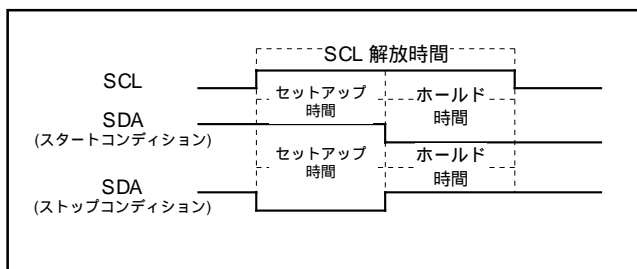 SCL 解放時間
SCL
セットアップ
時間
ホールド
時間
SDA
(スタートコンディション)
セットアップ
時間
ホールド
時間
SDA
(ストップコンディション)